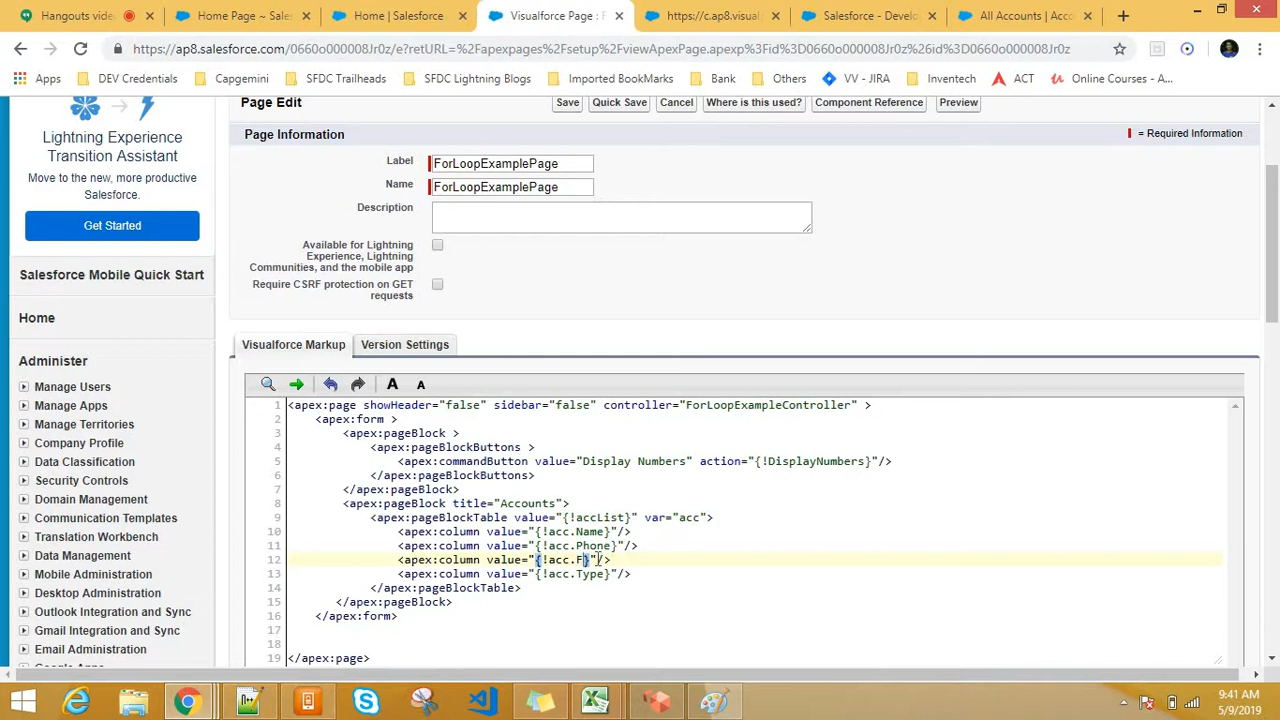 Hangouts video
Home Page ~ Sales
Home | Salesforce
Visualforce Page : F
https://c.ap8.visual
Salesforce - Develo
All Accounts | Acco
https://ap8.salesforce.com/0660o000008Jr0z/e?retURL=%2Fapexpages%2Fsetup%2FviewApexPage.apexp%3Fid%3D0660o000008Jr0z%26id%3D0660o000008Jr0z
Apps DEV Credentials Capgemini SFDC Trailheads SFDC Lightning Blogs Imported BookMarks Bank Others VV - JIRA Inventech ACT Online Courses - A...
Lightning Experience
Transition Assistant
Move to the new, more productive
Salesforce.
Get Started
Salesforce Mobile Quick Start
Home
Administer
Manage Users
Manage Apps
Manage Territories
Company Profile
Data Classification
Security Controls
Domain Management
Communication Templates
Translation Workbench
Data Management
Mobile Administration
Desktop Administration
Outlook Integration and Sync
Gmail Integration and Sync
Email Administration
Google Apps
Page Edit Save Quick Save Cancel Where is this used? Component Reference Preview
Page Information = Required Information
Label ForLoopExamplePage
Name ForLoopExamplePage
Description
Available for Lightning
Experience, Lightning
Communities, and the mobile app
Require CSRF protection on GET
requests
Visualforce Markup Version Settings
A A
1 <apex:page showHeader="false" sidebar="false" controller="ForLoopExampleController" >
2 <apex:form >
3 <apex:pageBlock >
4 <apex:pageBlockButtons >
5 <apex:commandButton value="Display Numbers" action="{!DisplayNumbers}"/>
6 </apex:pageBlockButtons>
7 </apex:pageBlock>
8 <apex:pageBlock title="Accounts">
9 <apex:pageBlockTable value="{!accList}" var="acc">
10 <apex:column value="{!acc.Name}"/>
11 <apex:column value="{!acc.Phone}"/>
12 <apex:column value="{!acc.F}"/>
13 <apex:column value="{!acc.Type}"/>
14 </apex:pageBlockTable>
15 </apex:pageBlock>
16 </apex:form>
17
18
19 </apex:page>
9:41 AM
5/9/2019